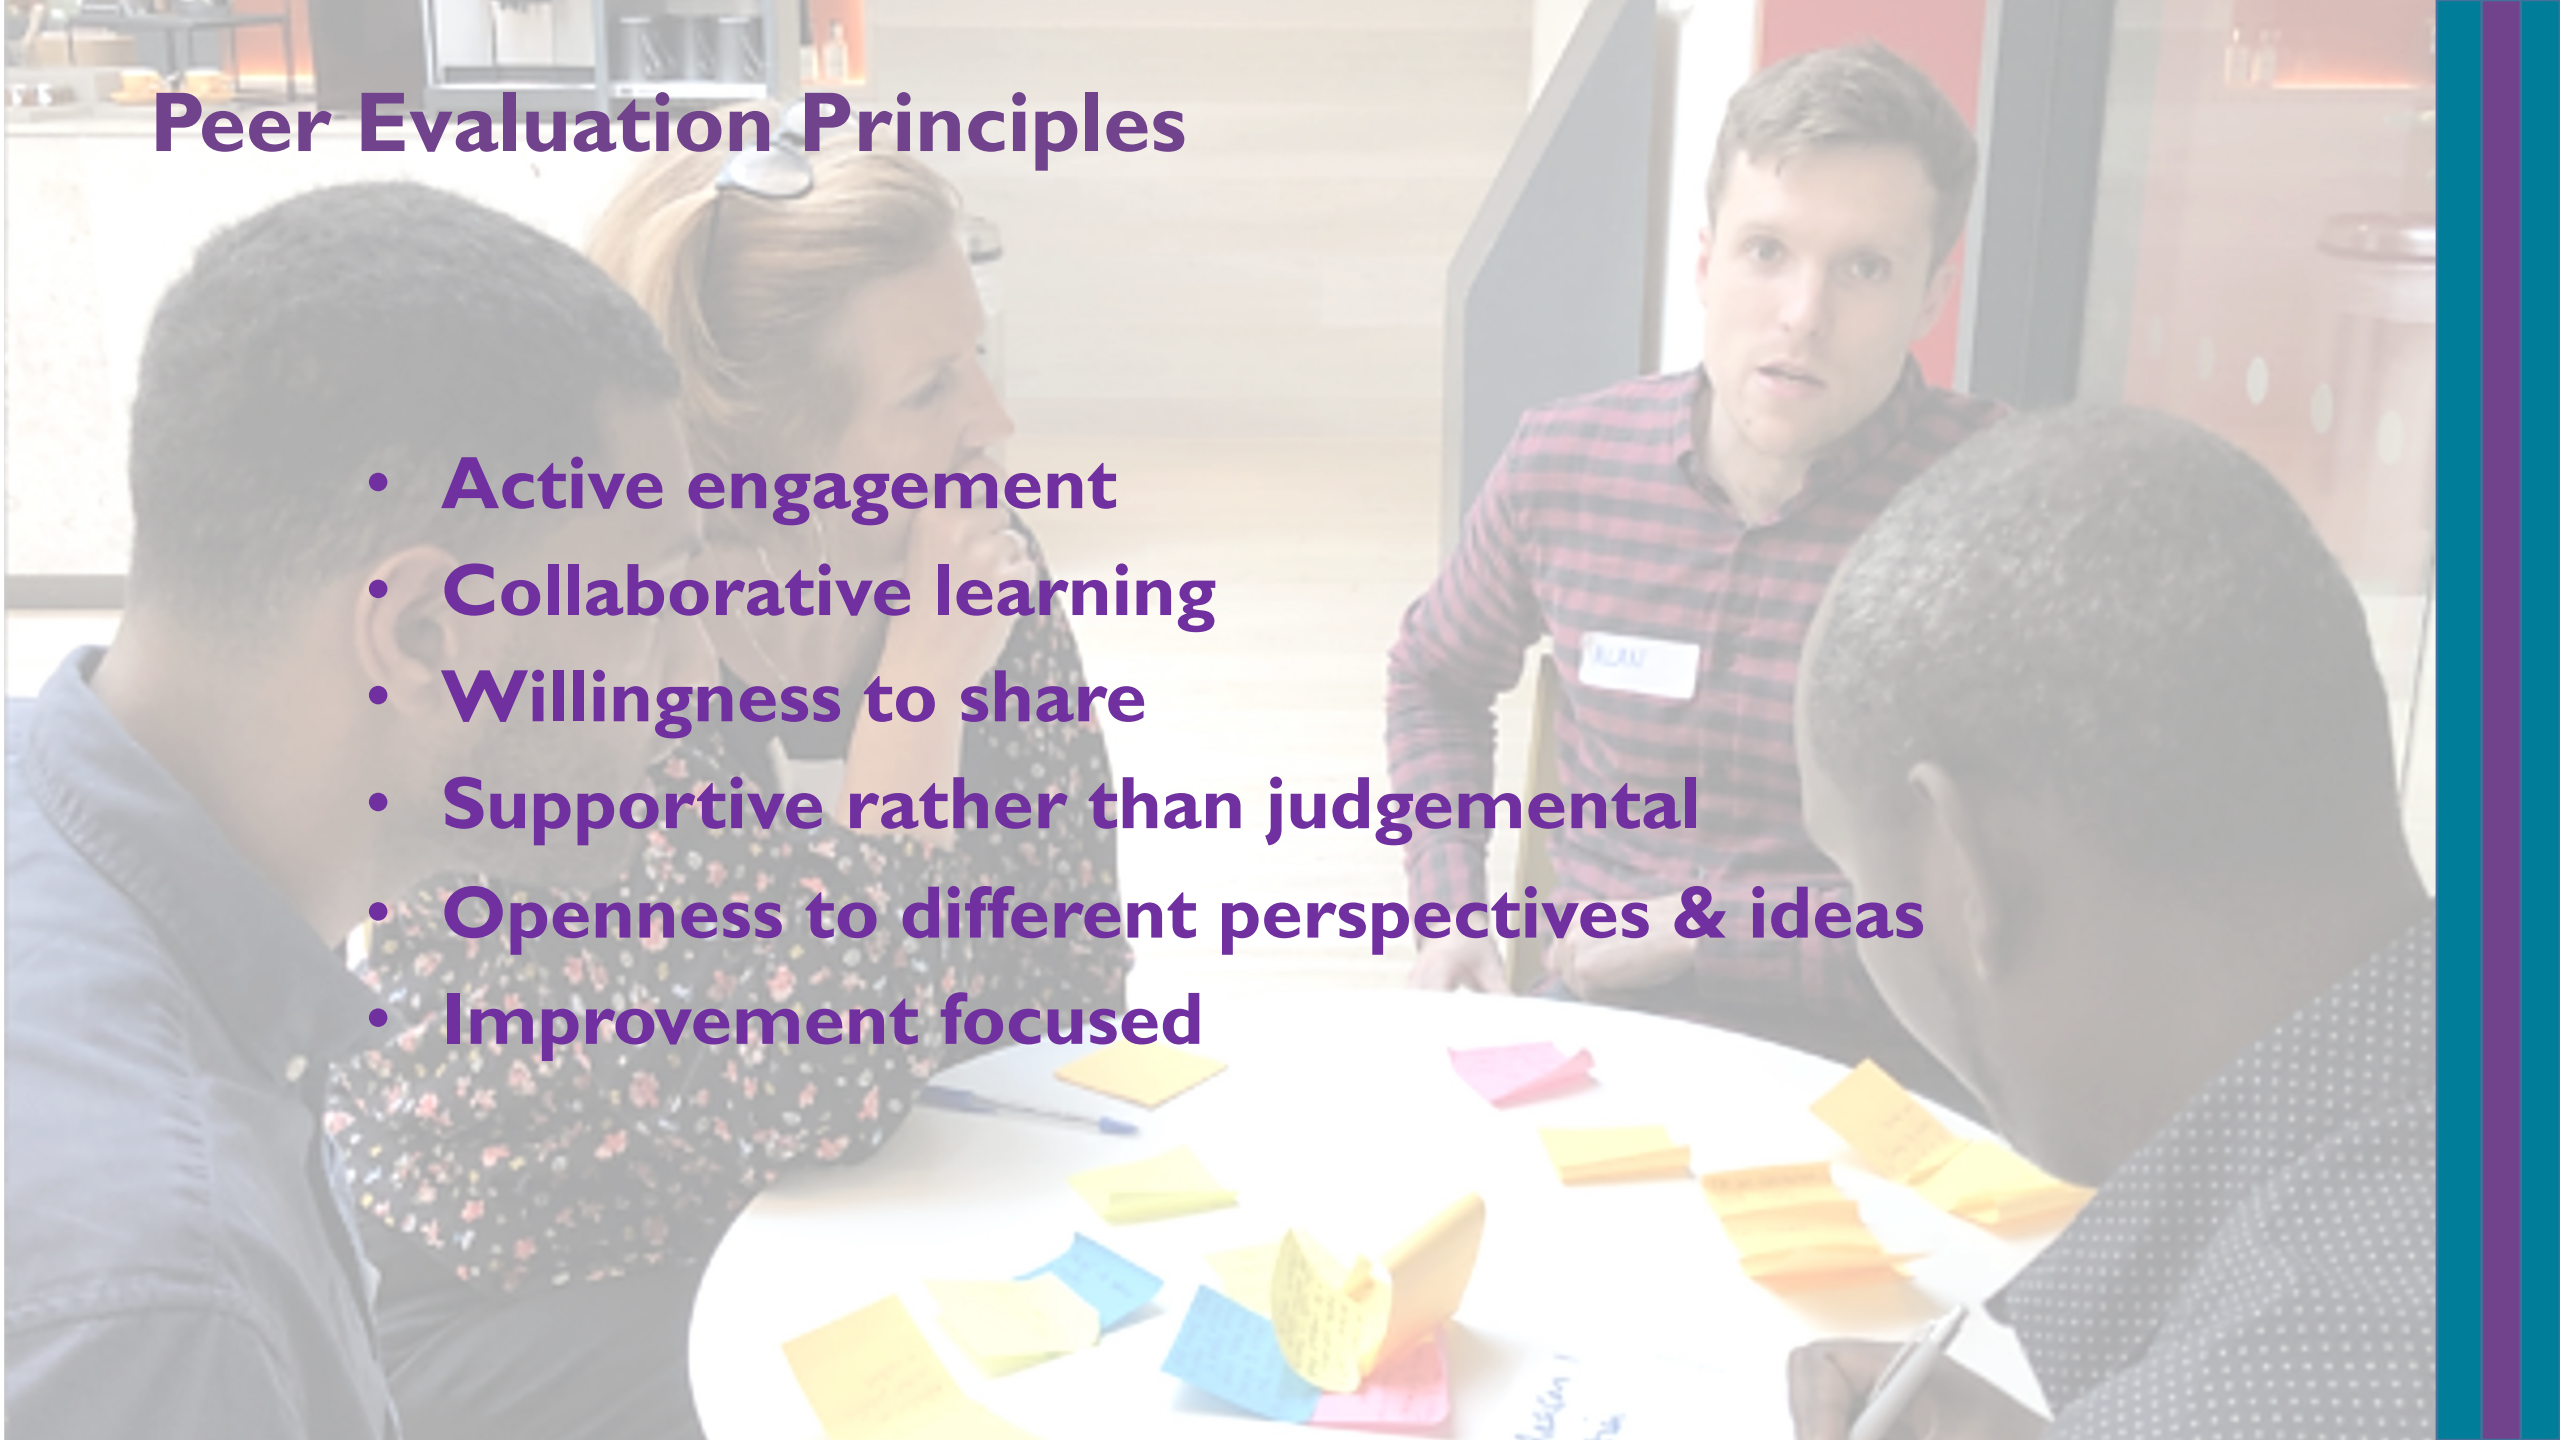 Peer Evaluation Principles
• Active engagement
• Collaborative learning
• Willingness to share
ALAN
• Supportive rather than judgemental
• Openness to different perspectives & ideas
• Improvement focused